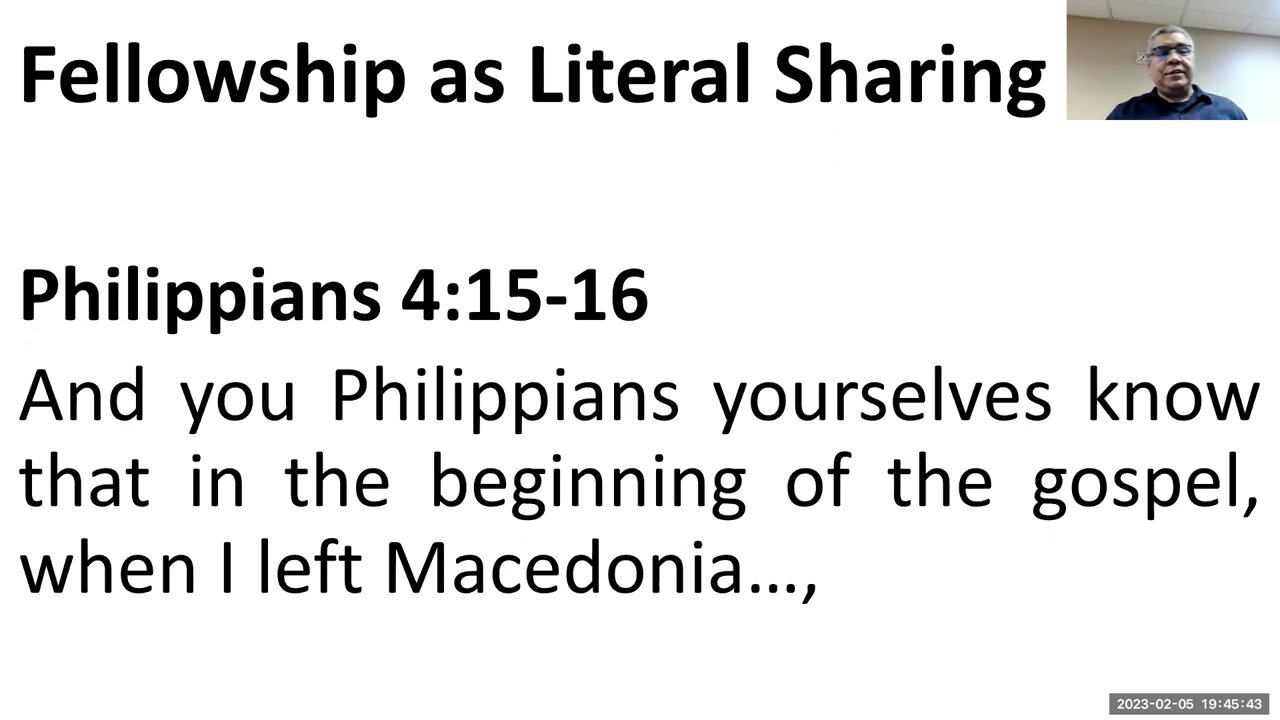 Fellowship as Literal Sharing
Philippians 4:15-16
And you Philippians yourselves know
that in the beginning of the gospel,
when I left Macedonia...,
2023-02-05 19:45:43